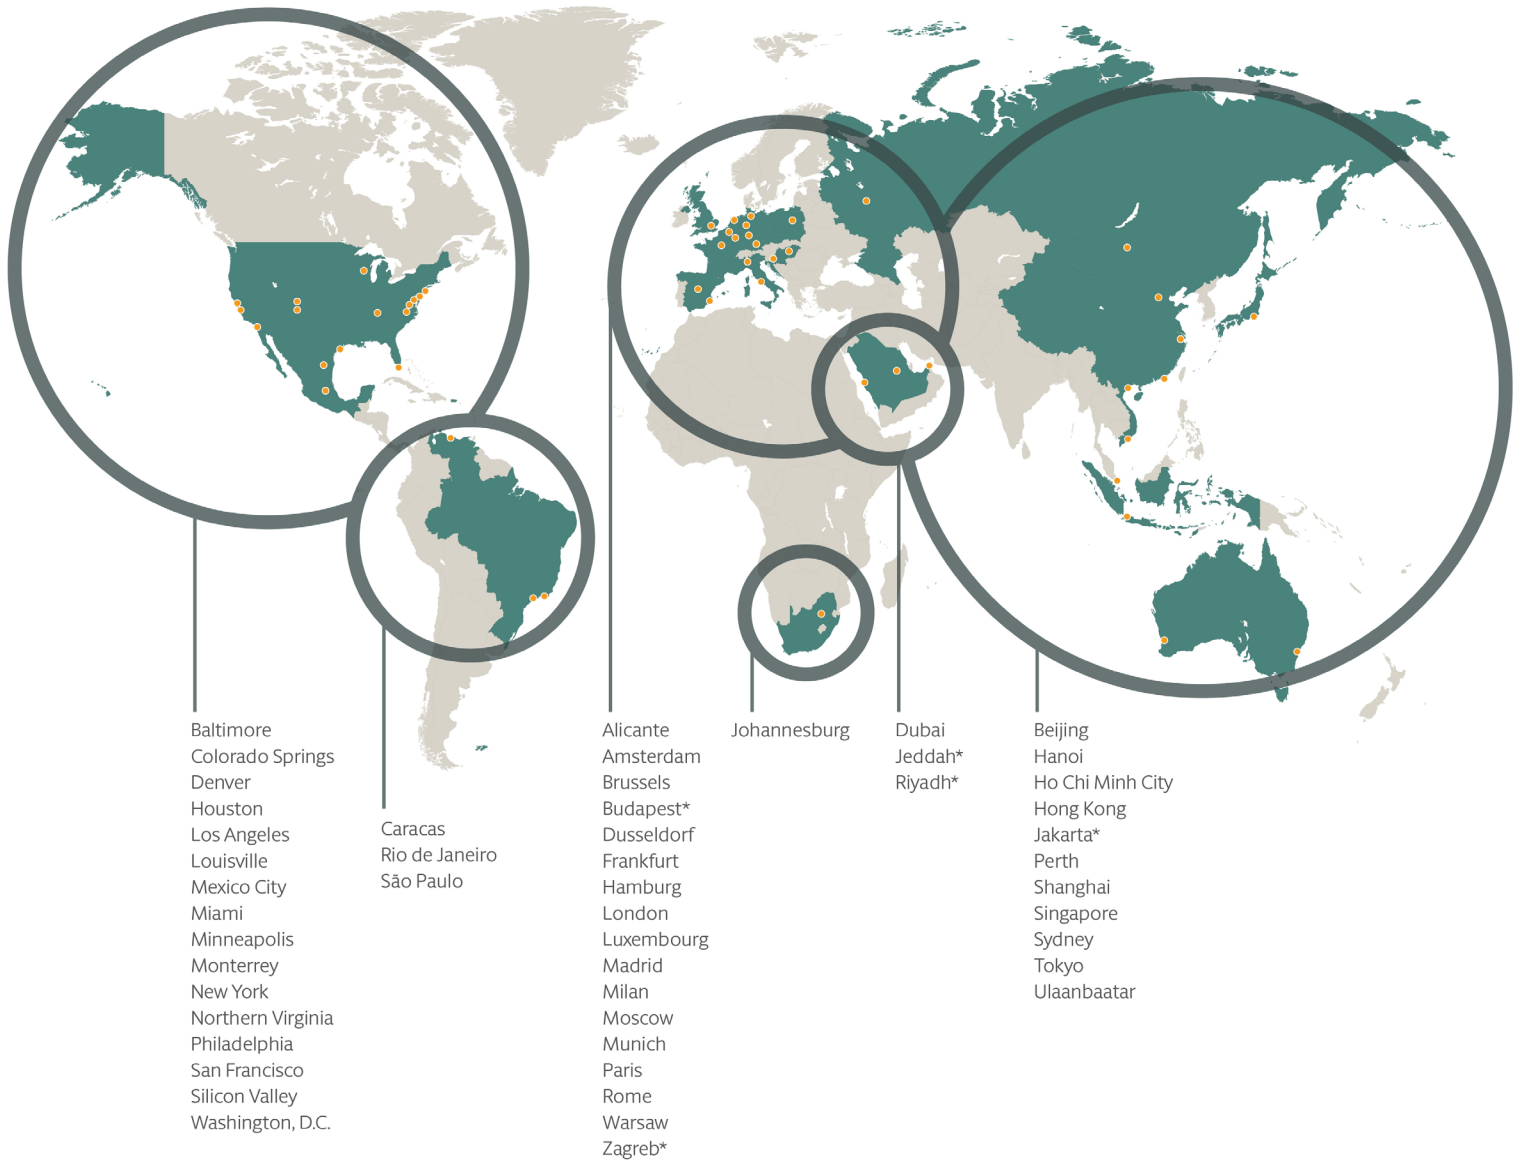 Baltimore
Colorado Springs
Denver
Houston
Los Angeles
Louisville
Mexico City
Miami
Minneapolis
Monterrey
New York
Northern Virginia
Philadelphia
San Francisco
Silicon Valley
Washington, D.C.
Caracas
Rio de Janeiro
São Paulo
Alicante
Amsterdam
Brussels
Budapest*
Dusseldorf
Frankfurt
Hamburg
London
Luxembourg
Madrid
Milan
Moscow
Munich
Paris
Rome
Warsaw
Zagreb*
Johannesburg
Dubai
Jeddah*
Riyadh*
Beijing
Hanoi
Ho Chi Minh City
Hong Kong
Jakarta*
Perth
Shanghai
Singapore
Sydney
Tokyo
Ulaanbaatar